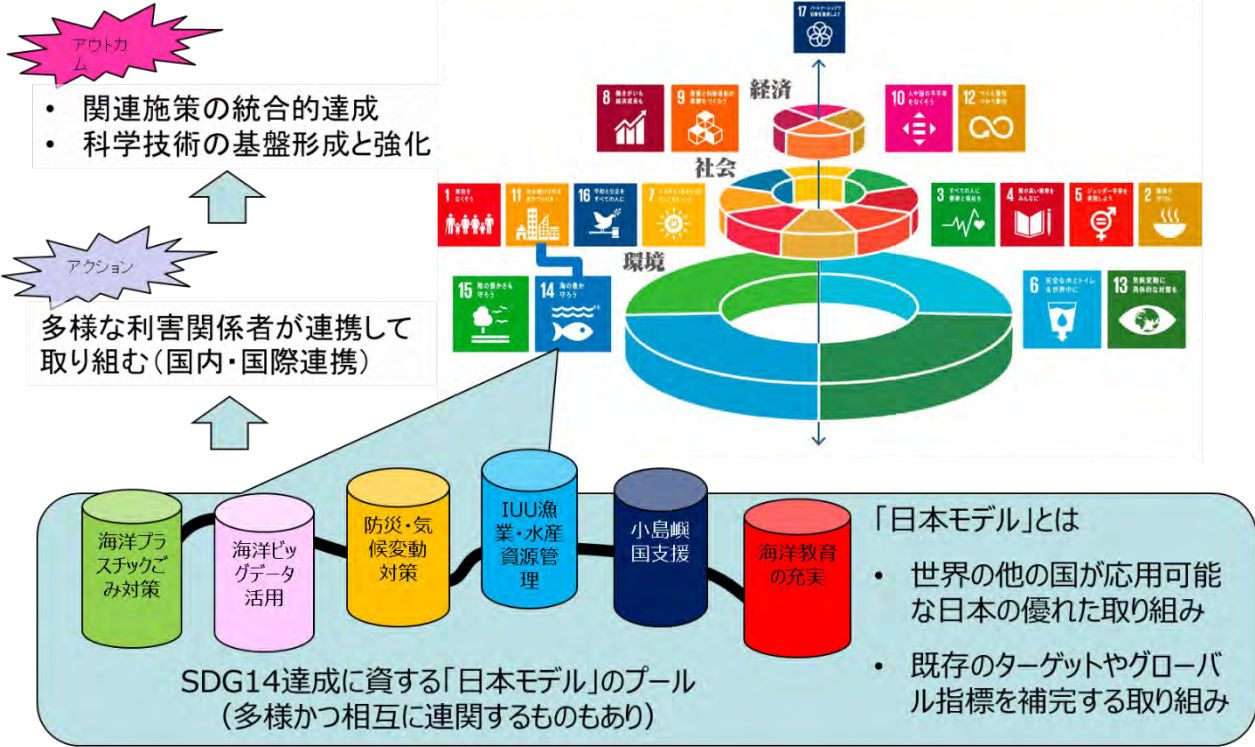 アウトカ
ム
• 関連施策の統合的達成
• 科学技術の基盤形成と強化
アクション
多様な利害関係者が連携して
取り組む（国内・国際連携）
17 パートナーシップで
目標を達成しよう
経済
8 働きがいも
経済成長も
9 産業と技術革新の
基盤をつくろう
10 人や国の不平等
をなくそう
12 つくる責任
つかう責任
社会
1 貧困を
なくそう
11 住み続けられる
まちづくりを
16 平和と公正を
すべての人に
7
3 すべての人に
健康と福祉を
4 質の高い教育を
みんなに
5 ジェンダー平等を
実現しよう
2 飢餓を
ゼロに
環境
15 陸の豊かさも
守ろう
14 海の豊かさを
守ろう
6 安全な水とトイレ
を世界中に
13 気候変動に
具体的な対策を
海洋プラ
スチックご
み対策
海洋ビッ
グデータ
活用
防災・気
候変動
対策
IUU漁
業・水産
資源管
理
小島嶼
国支援
海洋教育
の充実
SDG14達成に資する「日本モデル」のプール
（多様かつ相互に連関するものもあり）
「日本モデル」とは
• 世界の他の国が応用可能
な日本の優れた取り組み
• 既存のターゲットやグローバ
ル指標を補完する取り組み